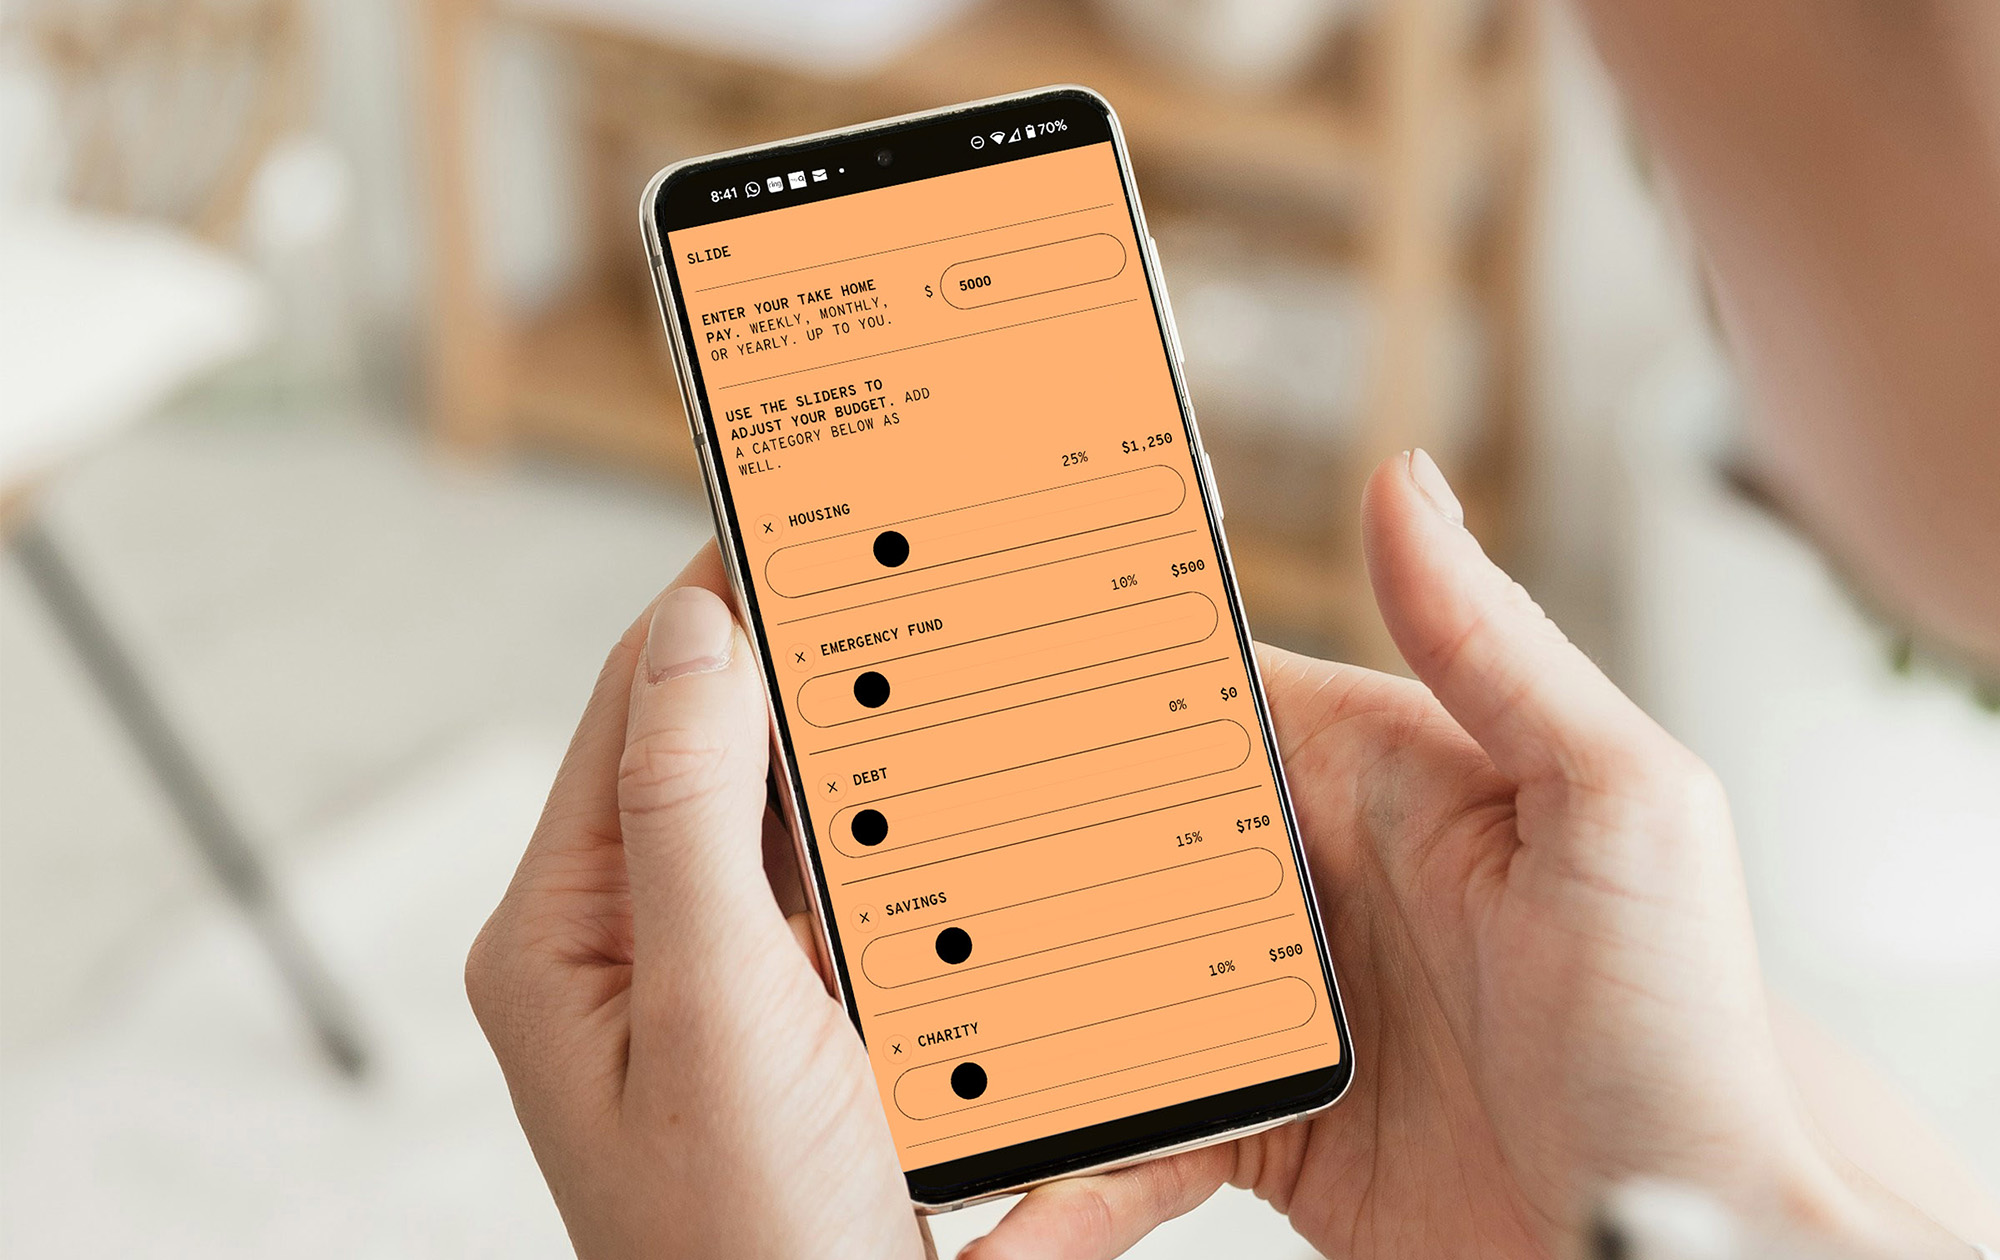 8:41
70%
SLIDE
ENTER YOUR TAKE HOME
PAY. WEEKLY, MONTHLY,
OR YEARLY. UP TO YOU.
$ 5000
USE THE SLIDERS TO
ADJUST YOUR BUDGET. ADD
A CATEGORY BELOW AS
WELL.
× HOUSING 25% $1,250
× EMERGENCY FUND 10% $500
× DEBT 0% $0
× SAVINGS 15% $750
× CHARITY 10% $500